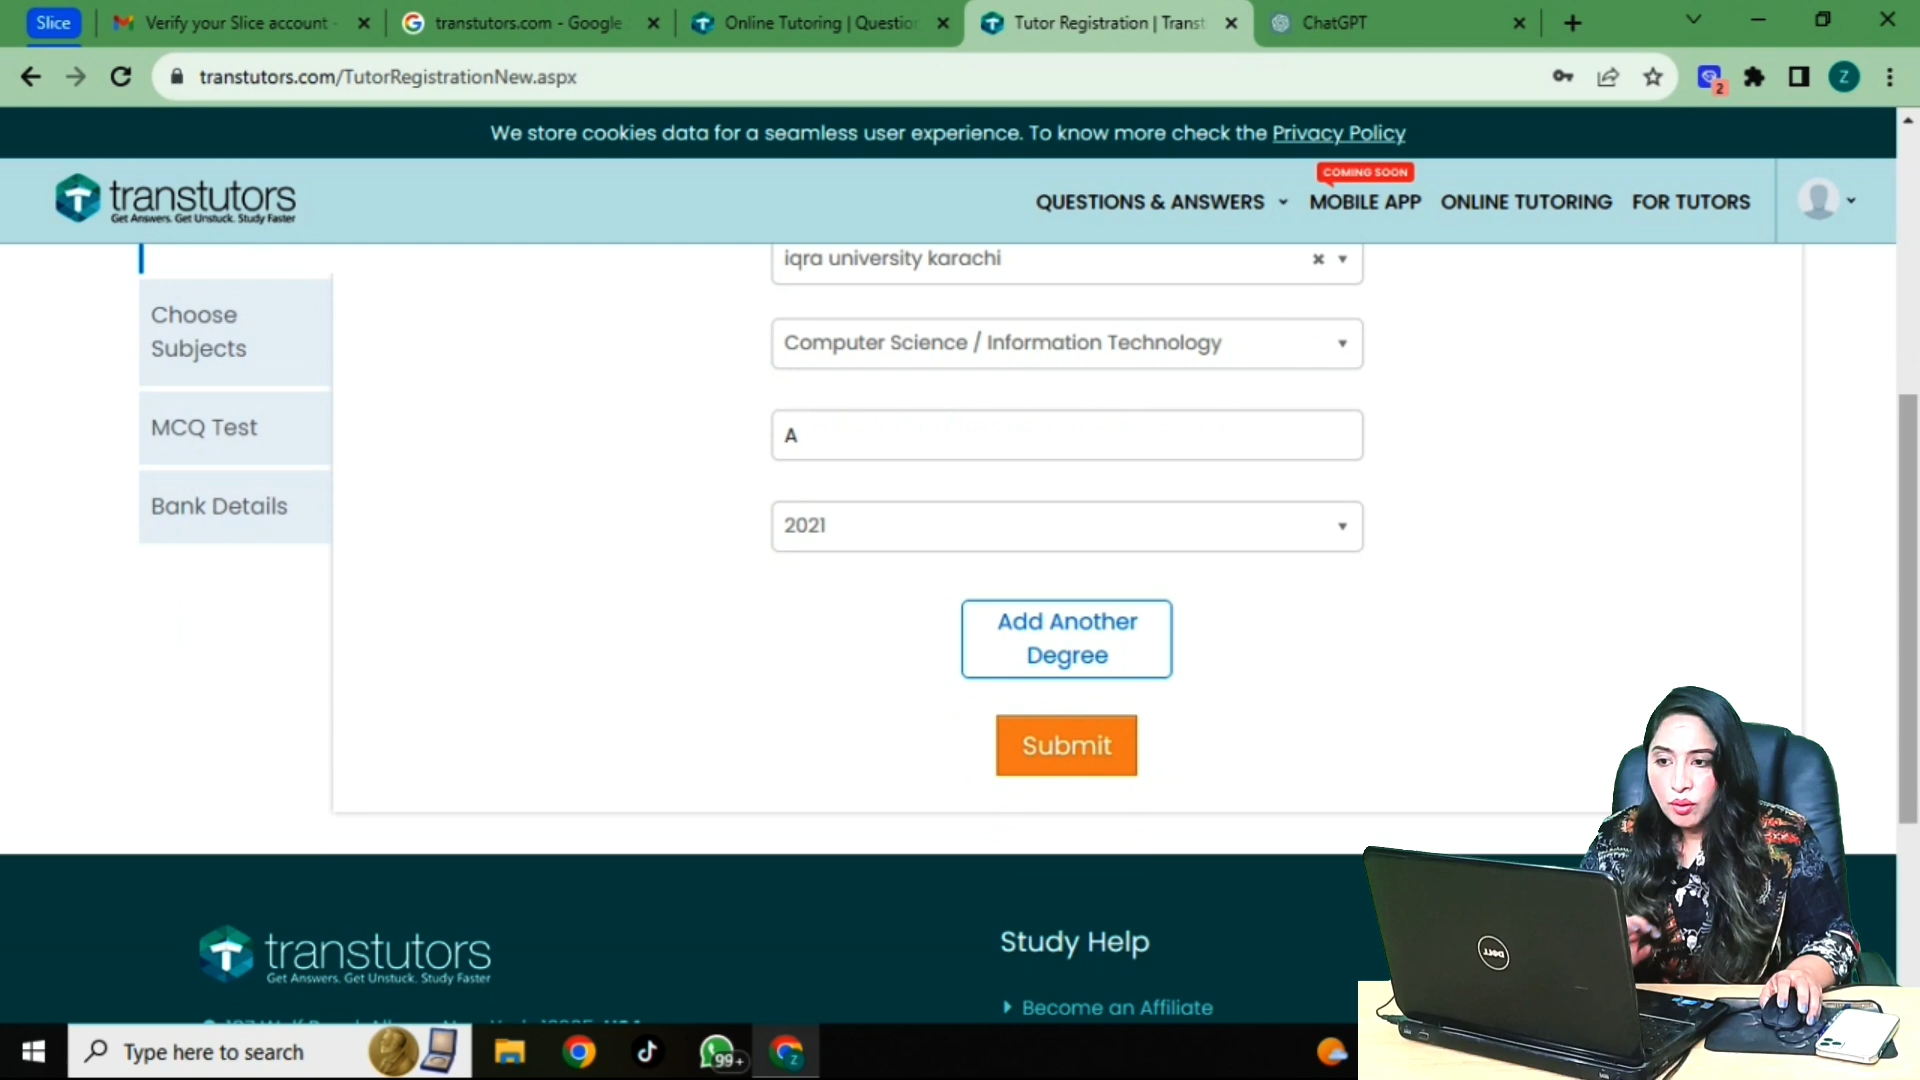 Slice
Verify your Slice account -
transtutors.com - Google
Online Tutoring | Questio
Tutor Registration | Transt
ChatGPT
transtutors.com/TutorRegistrationNew.aspx
2
Z
We store cookies data for a seamless user experience. To know more check the Privacy Policy
transtutors
Get Answers. Get Unstuck. Study Faster
QUESTIONS & ANSWERS
COMING SOON
MOBILE APP
ONLINE TUTORING
FOR TUTORS
iqra university karachi
Choose
Subjects
Computer Science / Information Technology
MCQ Test
A
Bank Details
2021
Add Another
Degree
Submit
transtutors
Get Answers. Get Unstuck. Study Faster
Study Help
Become an Affiliate
DELL
Type here to search
99+
Z